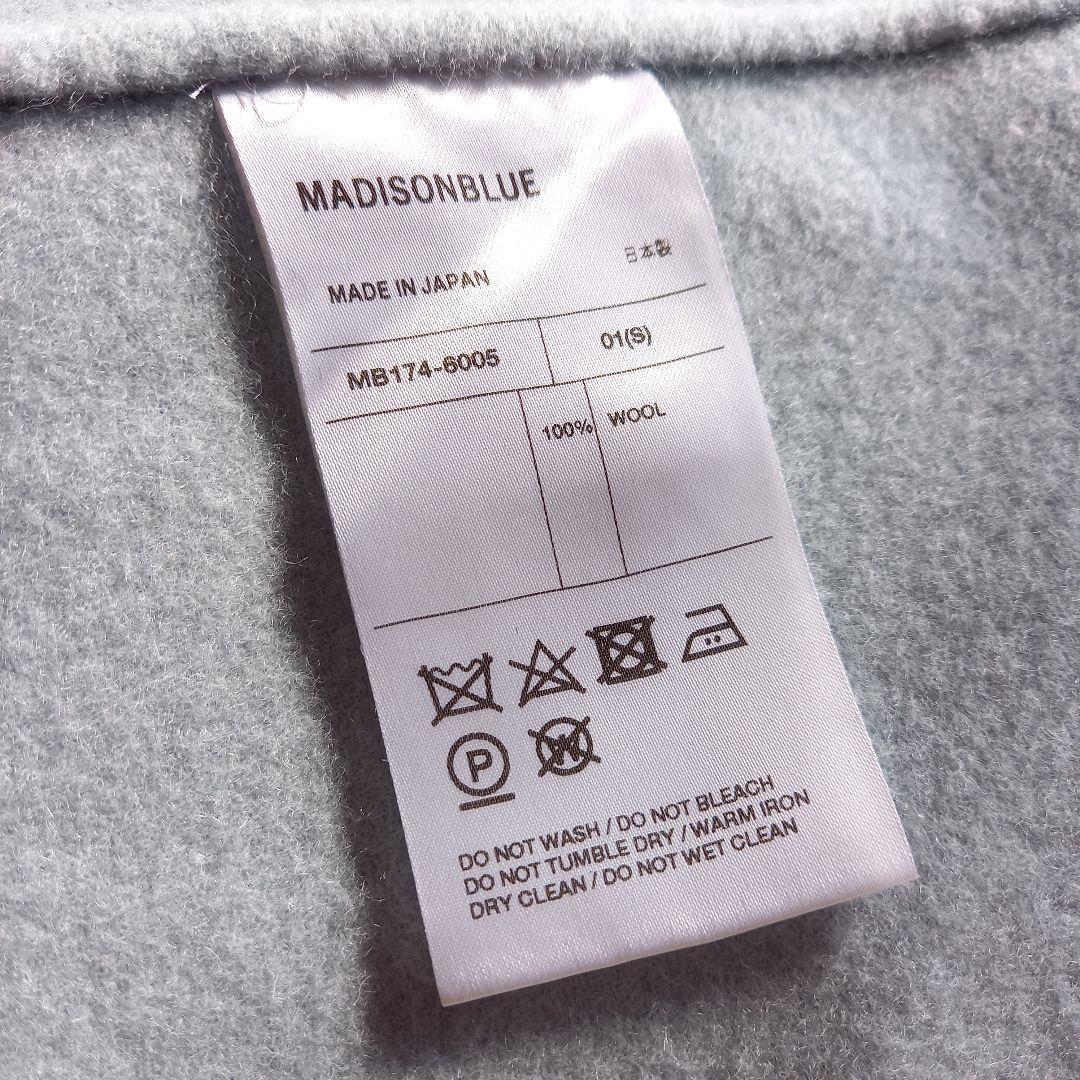 MADISONBLUE
MADE IN JAPAN 日本製
MB174-6005 01(S)
100% WOOL
P W
DO NOT WASH / DO NOT BLEACH
DO NOT TUMBLE DRY / WARM IRON
DRY CLEAN / DO NOT WET CLEAN